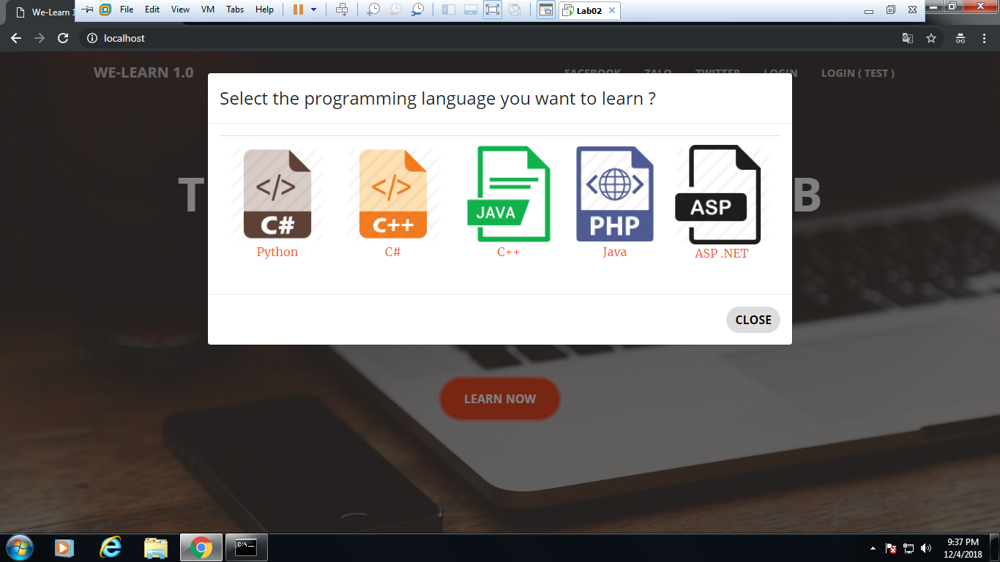 We-Learn 1
File Edit View VM Tabs Help
Lab02
localhost
WE-LEARN 1.0
FACEBOOK ZALO TWITTER LOGIN LOGIN ( TEST )
Select the programming language you want to learn ?
T B
</> </> JAVA < > ASP
C# C++ PHP
Python C# C++ Java ASP .NET
CLOSE
LEARN NOW
C:\_
9:37 PM
12/4/2018